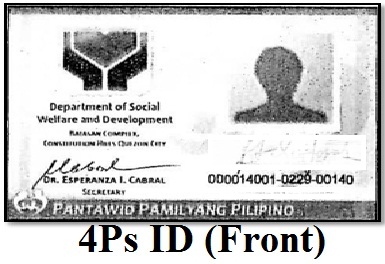 Department of Social
Welfare and Development
BATASAN COMPLEX,
CONSTITUTION HILLS QUEZON CITY
DR. ESPERANZA I. CABRAL
SECRETARY
000014001-0229-00140
PANTAWID PAMILYANG PILIPINO
4Ps ID (Front)